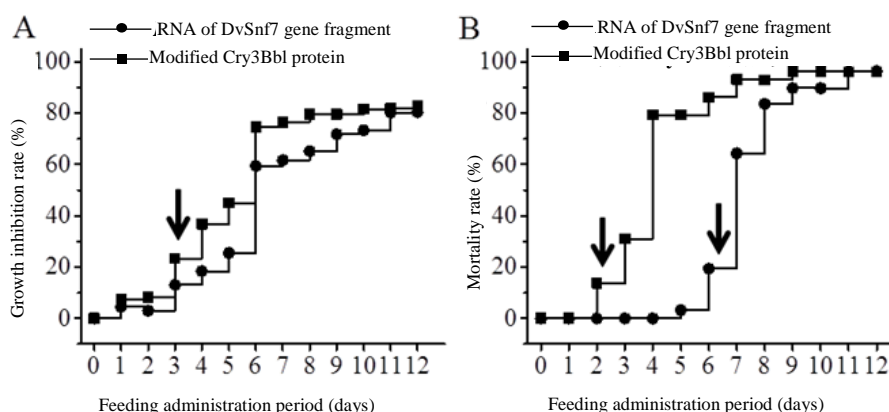 A
RNA of DvSnf7 gene fragment
Modified Cry3Bbl protein
Growth inhibition rate (%)
100
80
60
40
20
0
0 1 2 3 4 5 6 7 8 9 10 11 12
Feeding administration period (days)
B
RNA of DvSnf7 gene fragment
Modified Cry3Bbl protein
Mortality rate (%)
100
80
60
40
20
0
0 1 2 3 4 5 6 7 8 9 10 11 12
Feeding administration period (days)